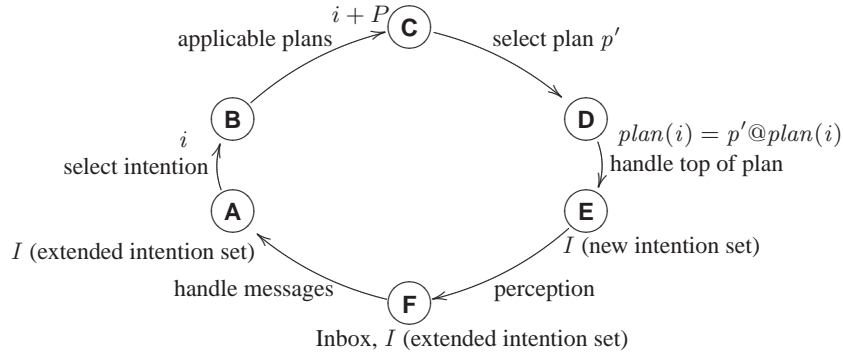 i + P
C
applicable plans
select plan p′
B
D
i
plan(i) = p′@plan(i)
select intention
handle top of plan
A
E
I (extended intention set)
I (new intention set)
handle messages
F
perception
Inbox, I (extended intention set)